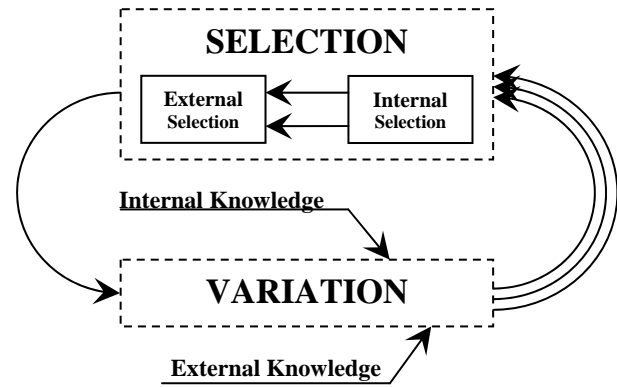 SELECTION
External
Selection
Internal
Selection
Internal Knowledge
VARIATION
External Knowledge